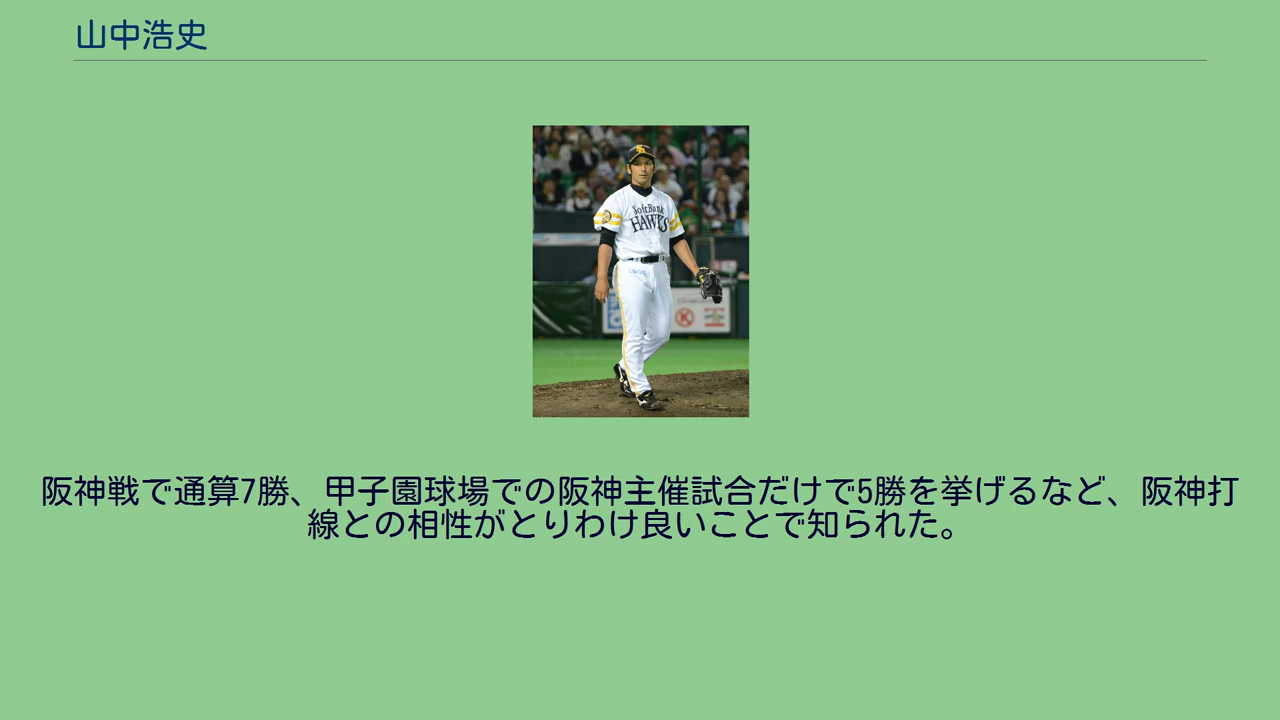 山中浩史
SoftBank
HAWKS
阪神戦で通算7勝、甲子園球場での阪神主催試合だけで5勝を挙げるなど、阪神打
線との相性がとりわけ良いことで知られた。